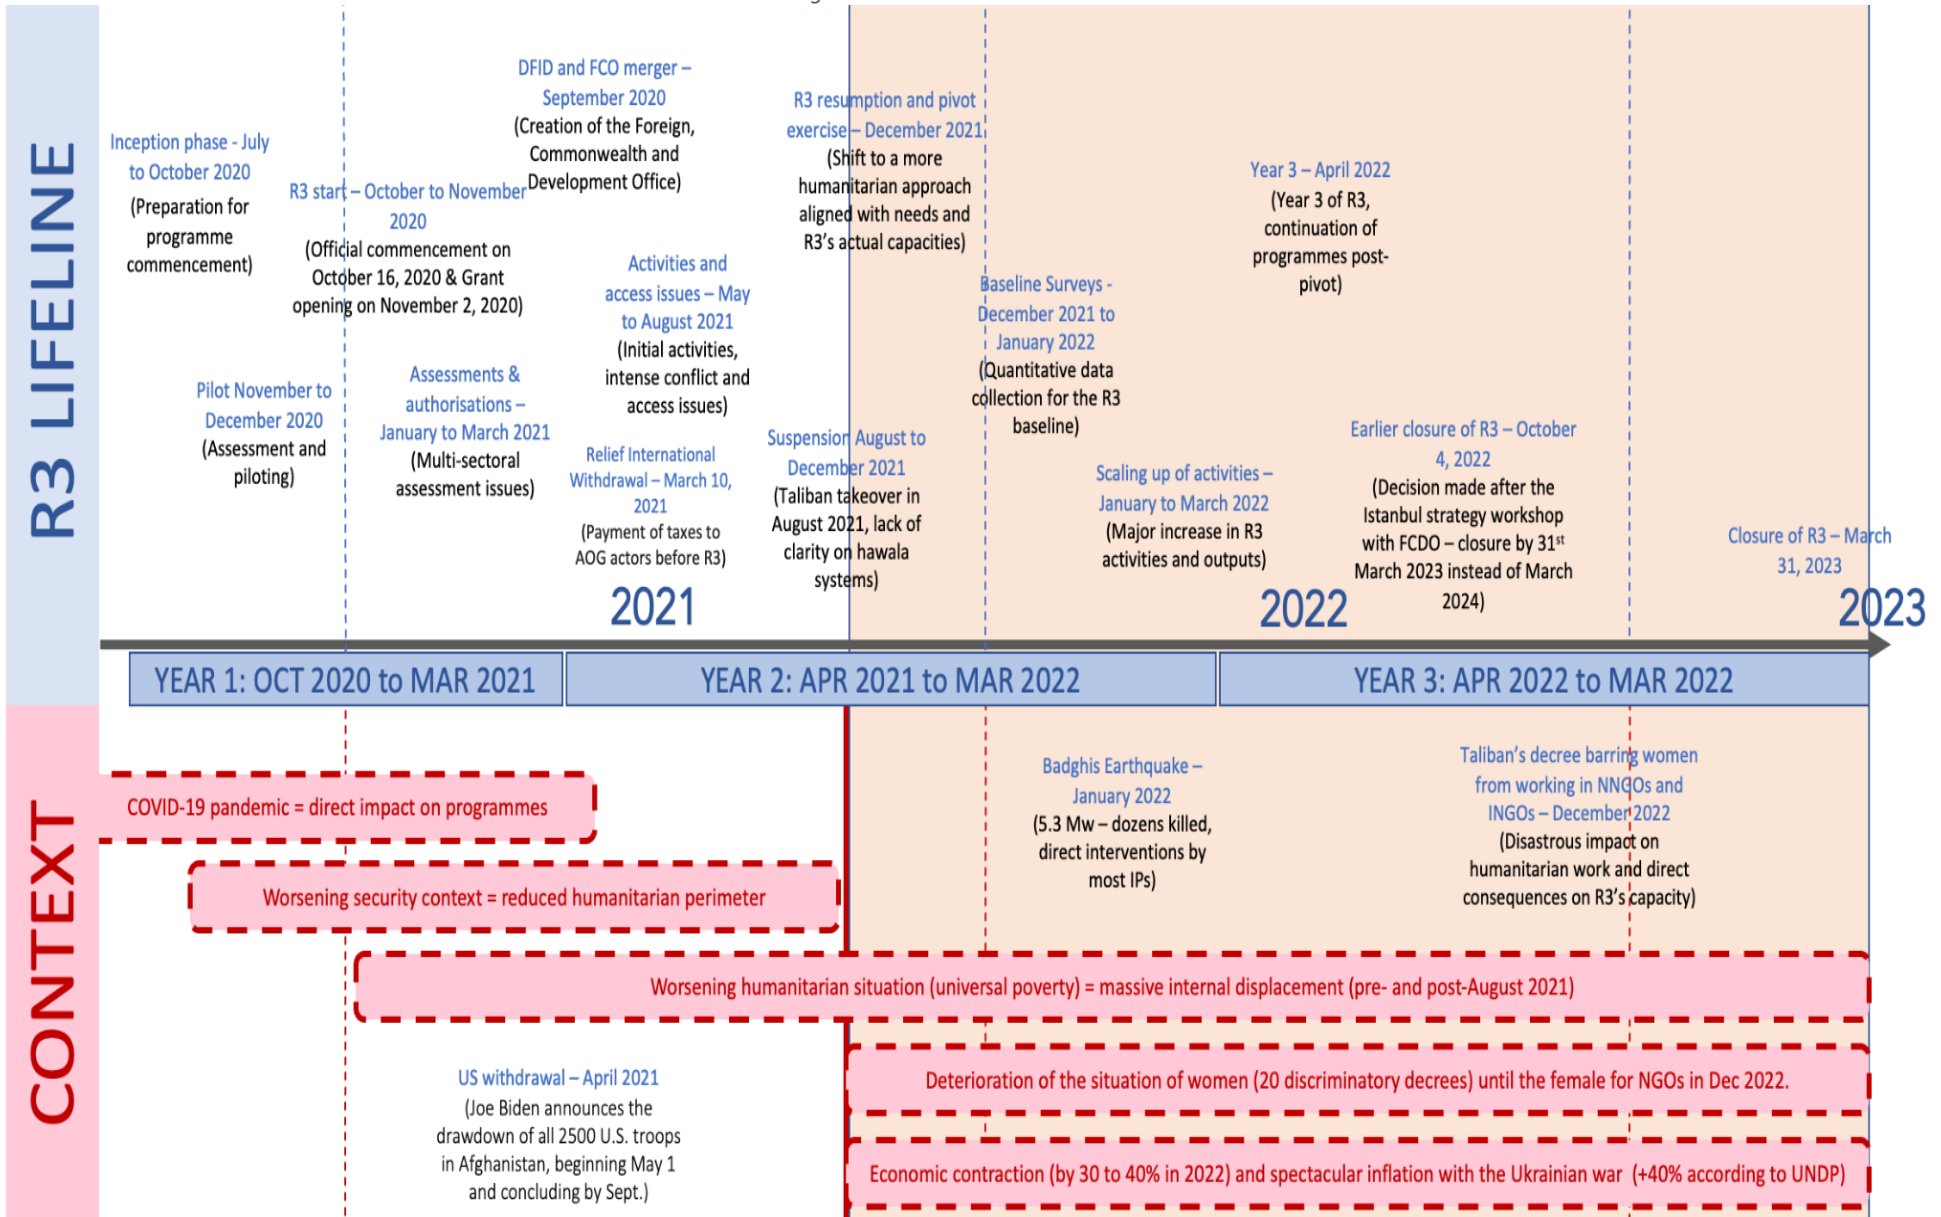 R3 LIFELINE
Inception phase - July
to October 2020
(Preparation for
programme
commencement)
R3 start – October to November
2020
(Official commencement on
October 16, 2020 & Grant
opening on November 2, 2020)
DFID and FCO merger –
September 2020
(Creation of the Foreign,
Commonwealth and
Development Office)
Pilot November to
December 2020
(Assessment and
piloting)
Assessments &
authorisations –
January to March 2021
(Multi-sectoral
assessment issues)
Activities and
access issues – May
to August 2021
(Initial activities,
intense conflict and
access issues)
Relief International
Withdrawal – March 10,
2021
(Payment of taxes to
AOG actors before R3)
R3 resumption and pivot
exercise – December 2021
(Shift to a more
humanitarian approach
aligned with needs and
R3's actual capacities)
Suspension August to
December 2021
(Taliban takeover in
August 2021, lack of
clarity on hawala
systems)
Baseline Surveys -
December 2021 to
January 2022
(Quantitative data
collection for the R3
baseline)
Scaling up of activities –
January to March 2022
(Major increase in R3
activities and outputs)
Year 3 – April 2022
(Year 3 of R3,
continuation of
programmes post-
pivot)
Earlier closure of R3 – October
4, 2022
(Decision made after the
Istanbul strategy workshop
with FCDO – closure by 31st
March 2023 instead of March
2024)
Closure of R3 – March
31, 2023
2021
2022
2023
YEAR 1: OCT 2020 to MAR 2021
YEAR 2: APR 2021 to MAR 2022
YEAR 3: APR 2022 to MAR 2022
CONTEXT
COVID-19 pandemic = direct impact on programmes
Worsening security context = reduced humanitarian perimeter
Badghis Earthquake –
January 2022
(5.3 Mw – dozens killed,
direct interventions by
most IPs)
Taliban's decree barring women
from working in NNGOs and
INGOs – December 2022
(Disastrous impact on
humanitarian work and direct
consequences on R3's capacity)
Worsening humanitarian situation (universal poverty) = massive internal displacement (pre- and post-August 2021)
US withdrawal – April 2021
(Joe Biden announces the
drawdown of all 2500 U.S. troops
in Afghanistan, beginning May 1
and concluding by Sept.)
Deterioration of the situation of women (20 discriminatory decrees) until the female for NGOs in Dec 2022.
Economic contraction (by 30 to 40% in 2022) and spectacular inflation with the Ukrainian war (+40% according to UNDP)